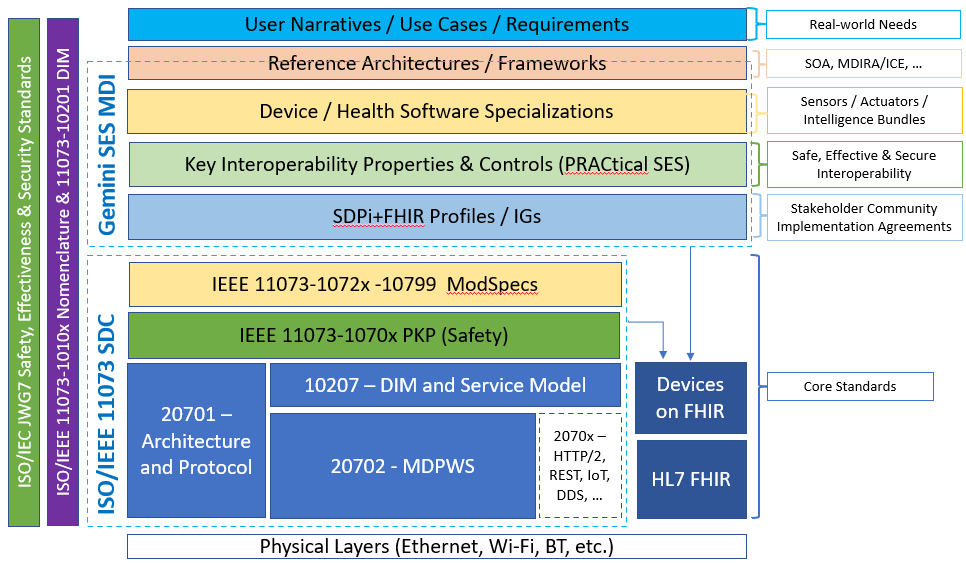 User Narratives / Use Cases / Requirements
Real-world Needs
Reference Architectures / Frameworks
SOA, MDIRA/ICE, ...
Device / Health Software Specializations
Sensors / Actuators /
Intelligence Bundles
Key Interoperability Properties & Controls (PRACtical SES)
Safe, Effective & Secure
Interoperability
SDPi+FHIR Profiles / IGs
Stakeholder Community
Implementation Agreements
Gemini SES MDI
ISO/IEC JWG7 Safety, Effectiveness & Security Standards
ISO/IEEE 11073-1010x Nomenclature & 11073-10201 DIM
ISO/IEEE 11073 SDC
IEEE 11073-1072x -10799 ModSpecs
IEEE 11073-1070x PKP (Safety)
20701 –
Architecture
and Protocol
10207 – DIM and Service Model
20702 - MDPWS
2070x –
HTTP/2,
REST, IoT,
DDS, ...
Devices
on FHIR
HL7 FHIR
Core Standards
Physical Layers (Ethernet, Wi-Fi, BT, etc.)